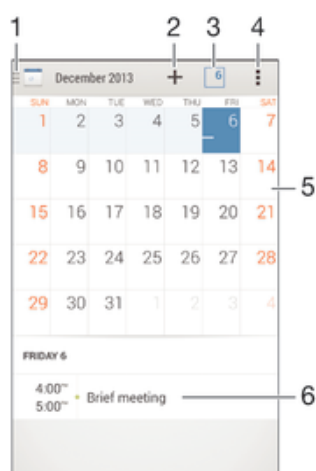 1 2 3 4
December 2013 + 6
SUN MON TUE WED THU FRI SAT
1 2 3 4 5 6 7
8 9 10 11 12 13 14
5
15 16 17 18 19 20 21
22 23 24 25 26 27 28
29 30 31 1 2 3 4
FRIDAY 6
4:00 PM
Brief meeting 6
5:00 PM